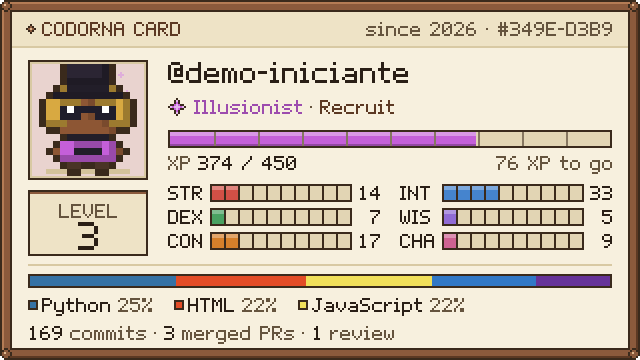 CODORNA CARD
since 2026 · #349E-D3B9
@demo-iniciante
Illusionist · Recruit
XP 374 / 450
76 XP to go
LEVEL
3
STR 14
INT 33
DEX 7
WIS 5
CON 17
CHA 9
Python 25% HTML 22% JavaScript 22%
169 commits · 3 merged PRs · 1 review